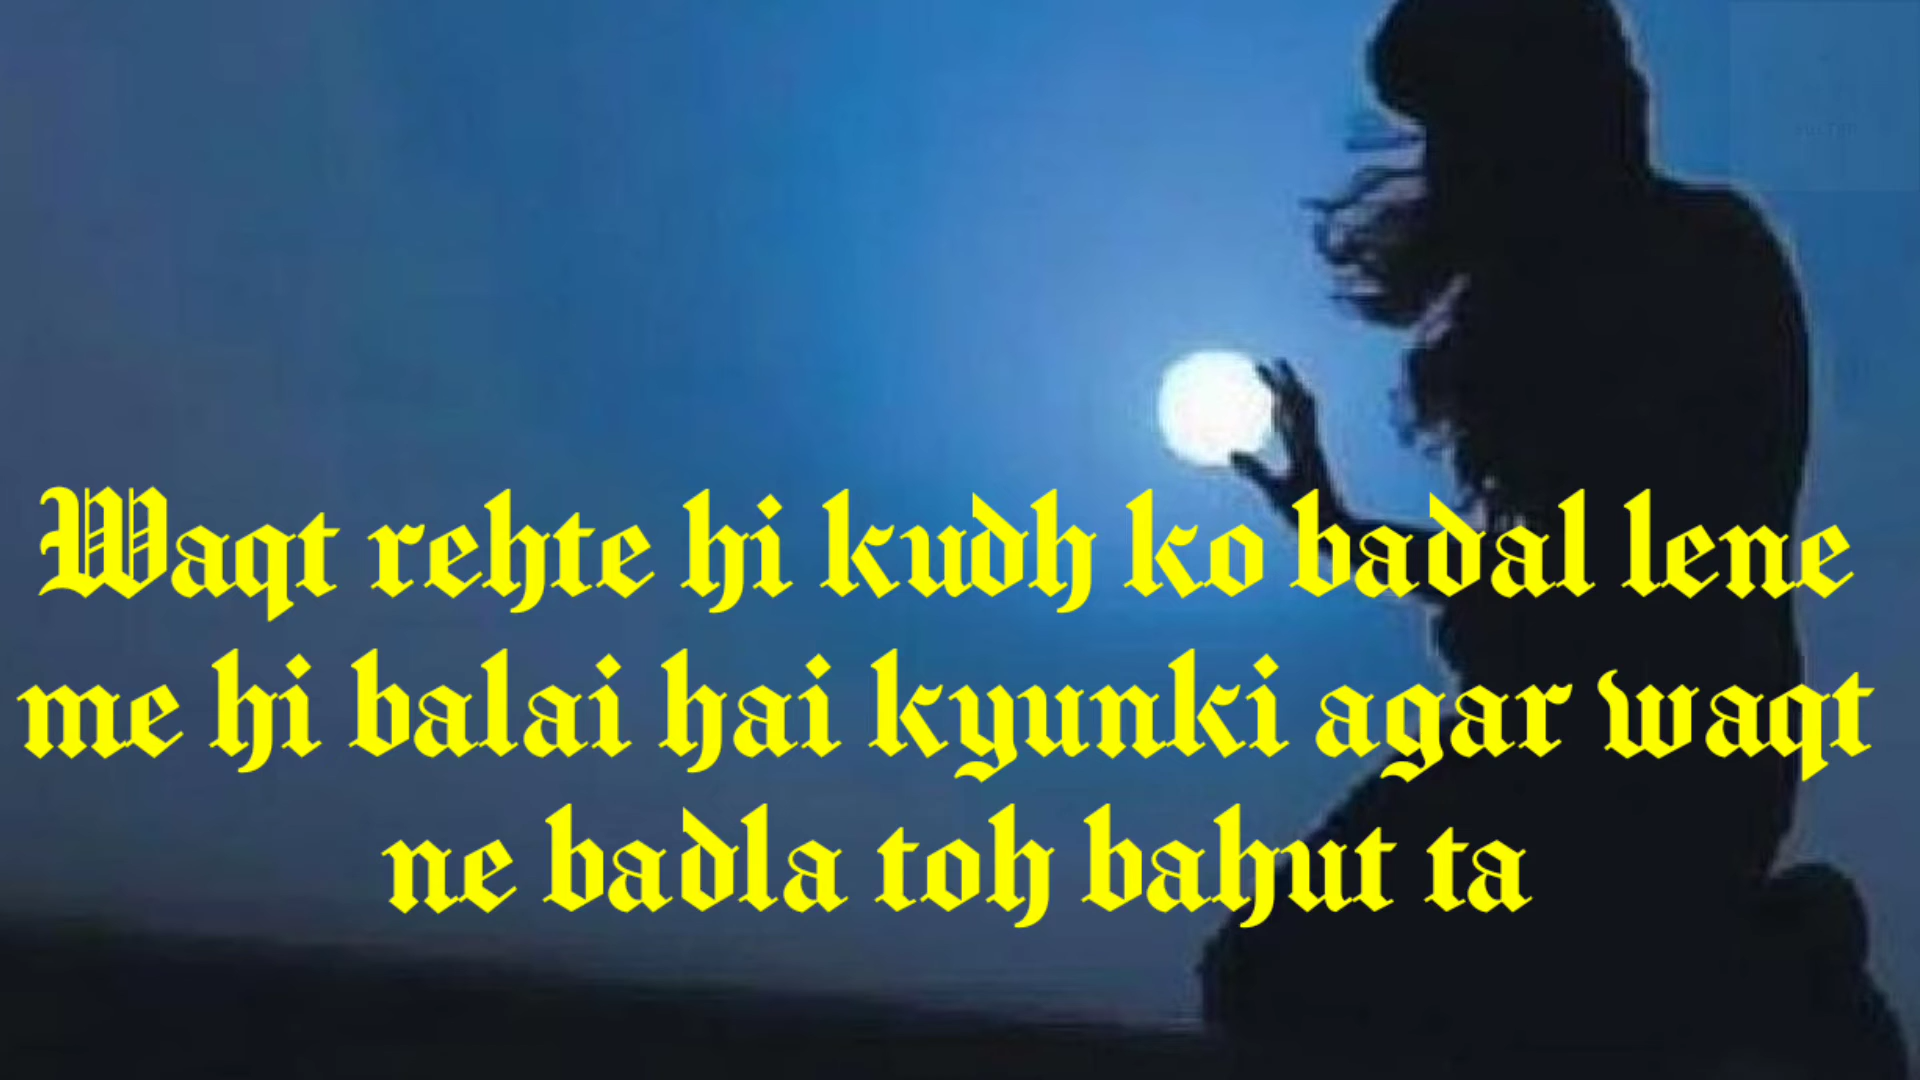 Waqt rehte hi kudh ko badal lene
me hi balai hai kyunki agar waqt
ne badla toh bahut ta